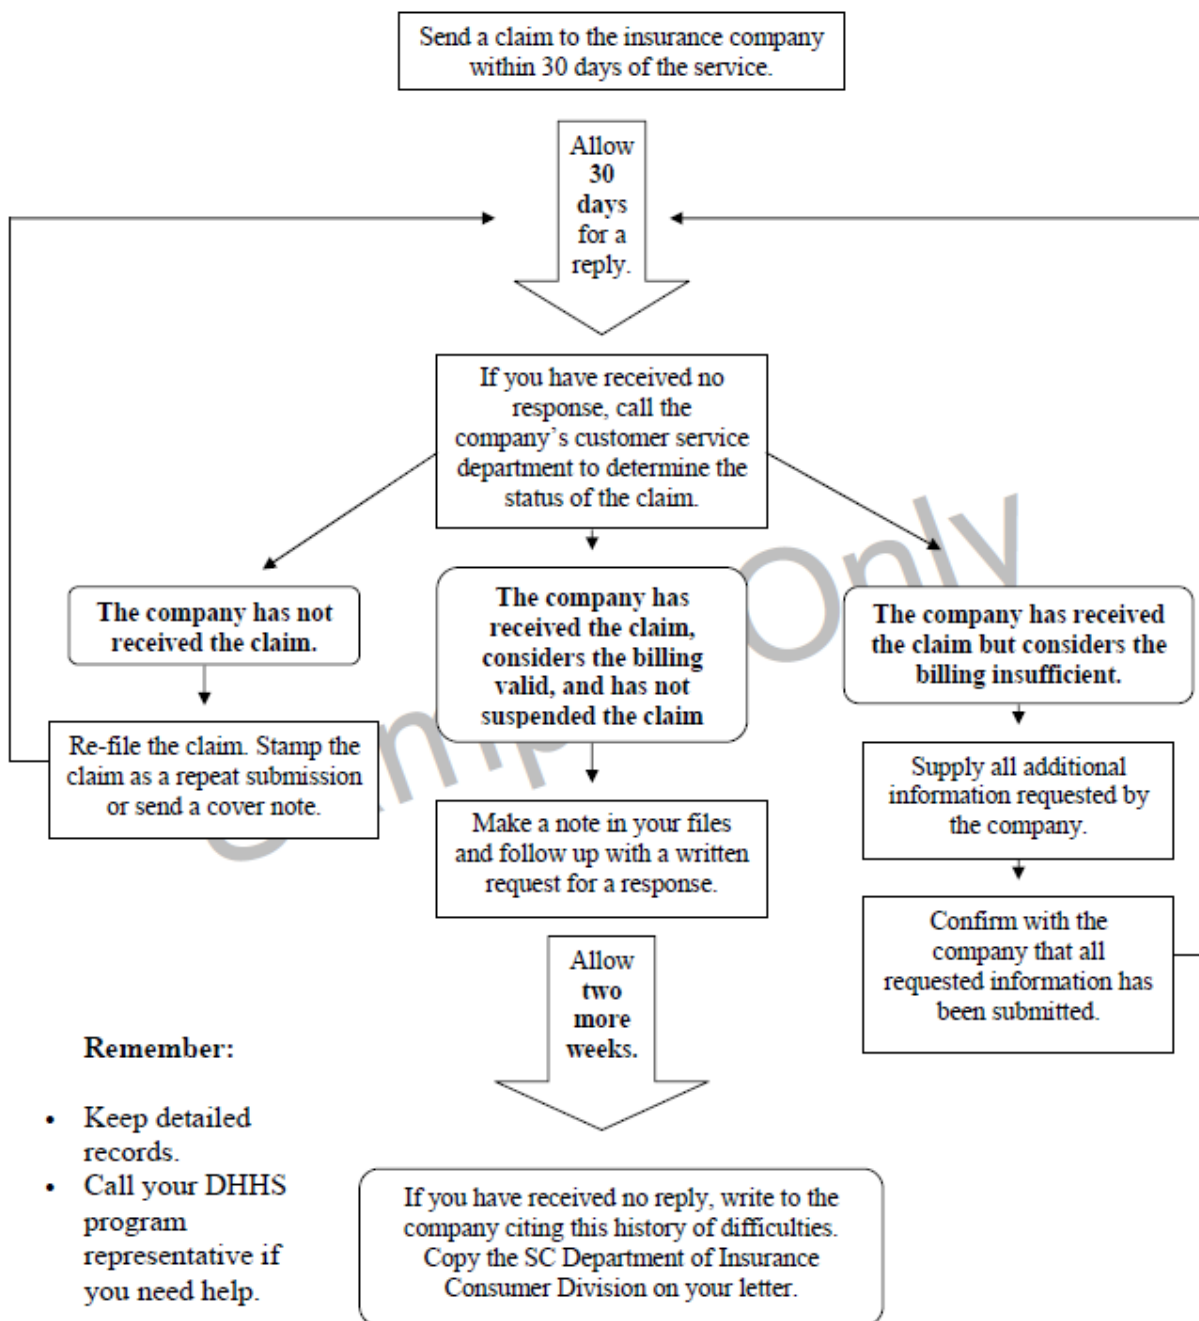 Send a claim to the insurance company
within 30 days of the service.
Allow
30
days
for a
reply.
If you have received no
response, call the
company's customer service
department to determine the
status of the claim.
The company has not
received the claim.
Re-file the claim. Stamp the
claim as a repeat submission
or send a cover note.
The company has
received the claim,
considers the billing
valid, and has not
suspended the claim
Make a note in your files
and follow up with a written
request for a response.
The company has received
the claim but considers the
billing insufficient.
Supply all additional
information requested by
the company.
Confirm with the
company that all
requested information has
been submitted.
Allow
two
more
weeks.
If you have received no reply, write to the
company citing this history of difficulties.
Copy the SC Department of Insurance
Consumer Division on your letter.
Remember:
• Keep detailed
records.
• Call your DHHS
program
representative if
you need help.
Only